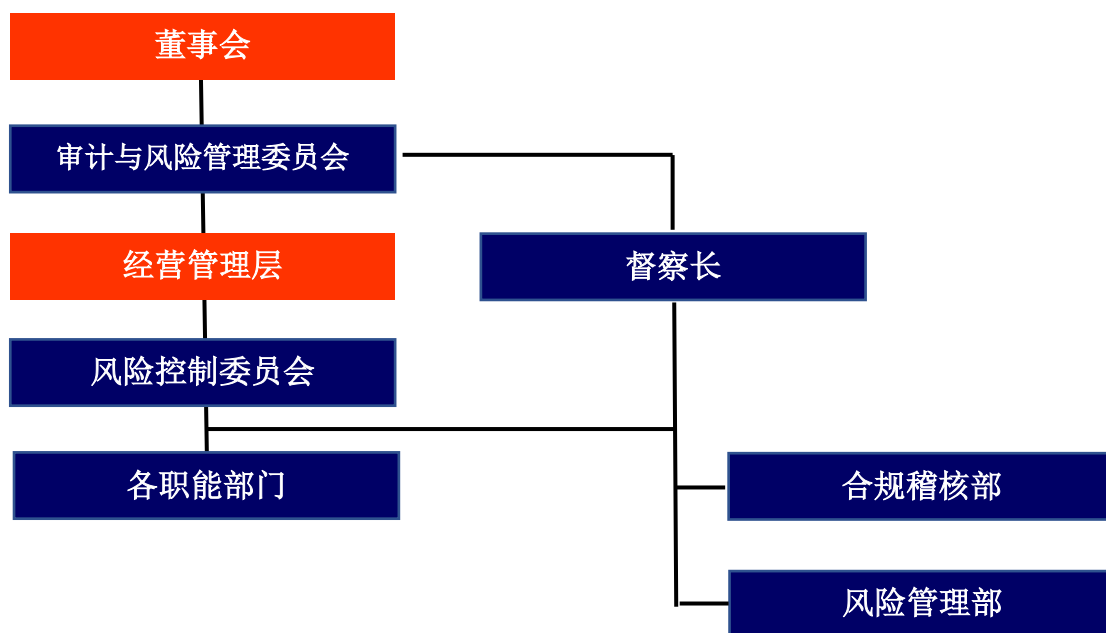 董事会
审计与风险管理委员会
经营管理层
督察长
风险控制委员会
各职能部门
合规稽核部
风险管理部